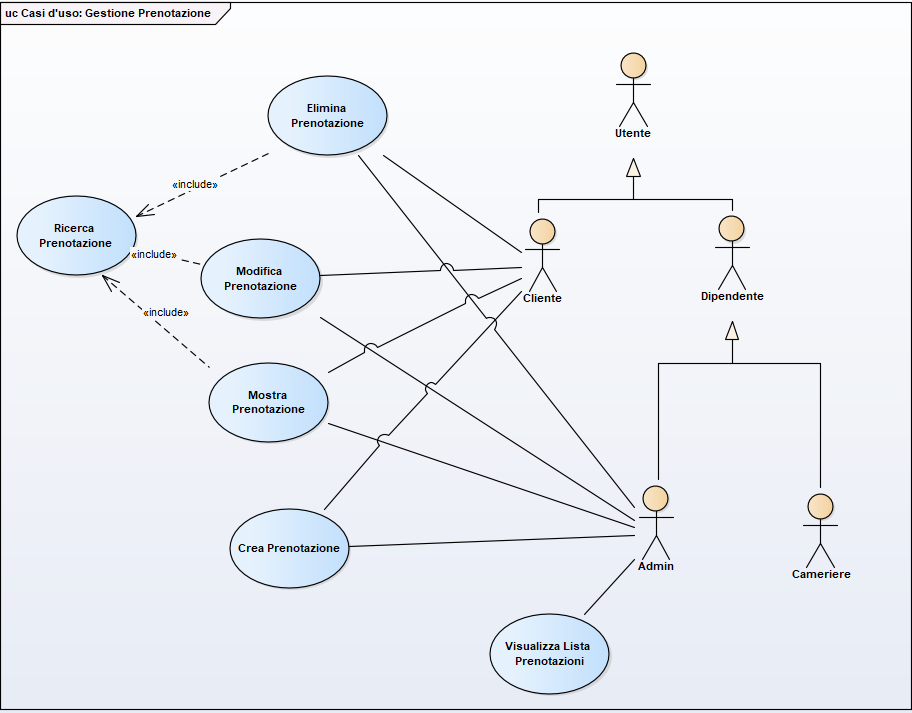 uc Casi d'uso: Gestione Prenotazione
Utente
Elimina
Prenotazione
«include»
Ricerca
Prenotazione
«include»
Modifica
Prenotazione
Cliente
Dipendente
«include»
Mostra
Prenotazione
Crea Prenotazione
Admin
Cameriere
Visualizza Lista
Prenotazioni